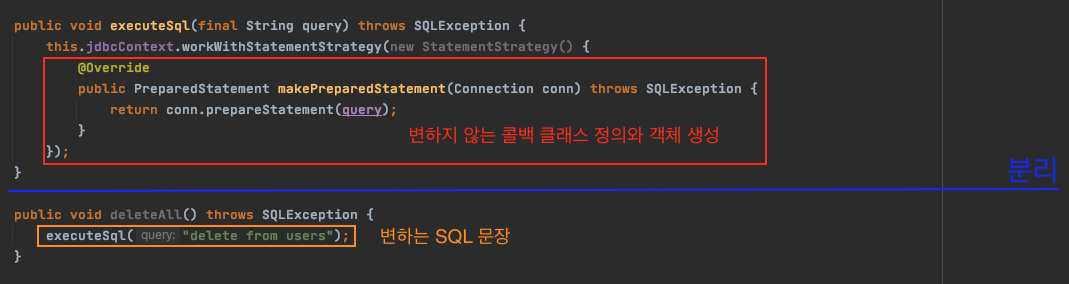 public void executeSql(final String query) throws SQLException {
this.jdbcContext.workWithStatementStrategy(new StatementStrategy() {
@Override
public PreparedStatement makePreparedStatement(Connection conn) throws SQLException {
return conn.prepareStatement(query);
}
변하지 않는 콜백 클래스 정의와 객체 생성
});
}
분리
public void deleteAll() throws SQLException {
executeSql( query: "delete from users"); 변하는 SQL 문장
}